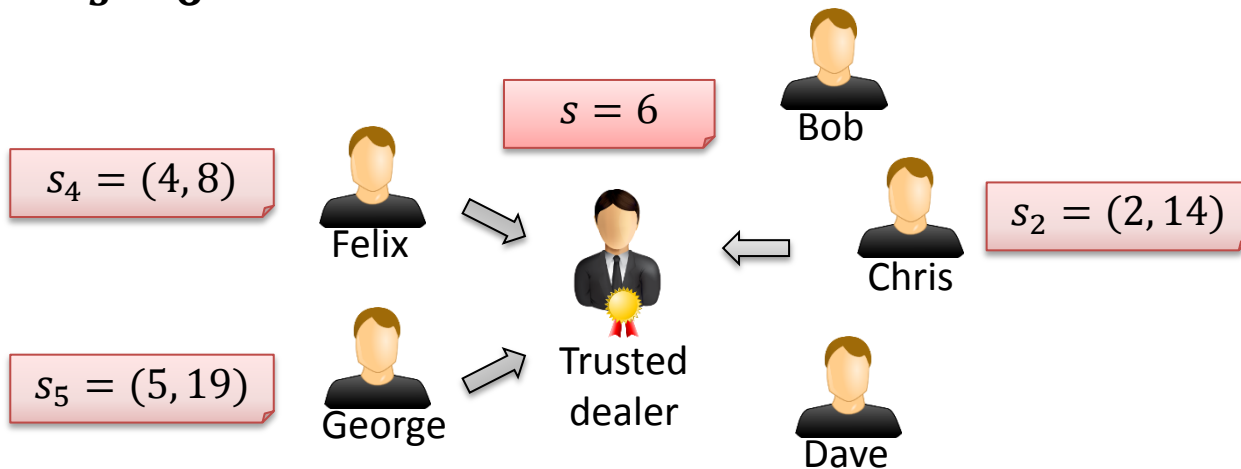 s = 6
Bob
s₄ = (4, 8)
Felix
s₂ = (2, 14)
Chris
s₅ = (5, 19)
George
Trusted
dealer
Dave